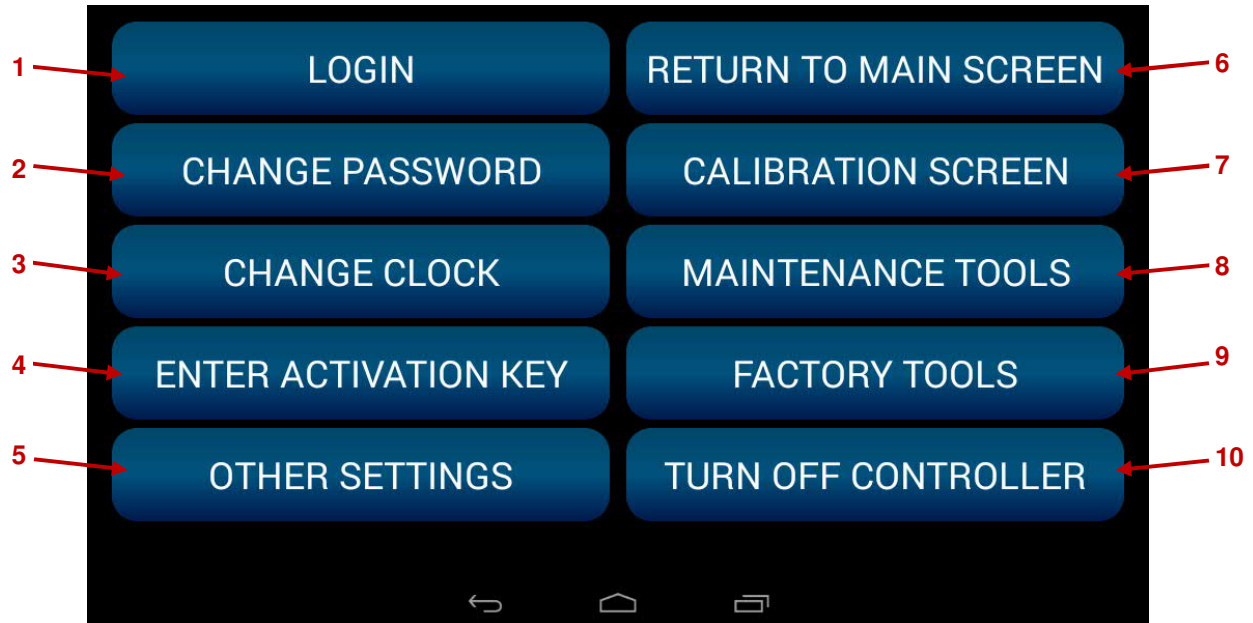 1 LOGIN RETURN TO MAIN SCREEN 6
2 CHANGE PASSWORD CALIBRATION SCREEN 7
3 CHANGE CLOCK MAINTENANCE TOOLS 8
4 ENTER ACTIVATION KEY FACTORY TOOLS 9
5 OTHER SETTINGS TURN OFF CONTROLLER 10